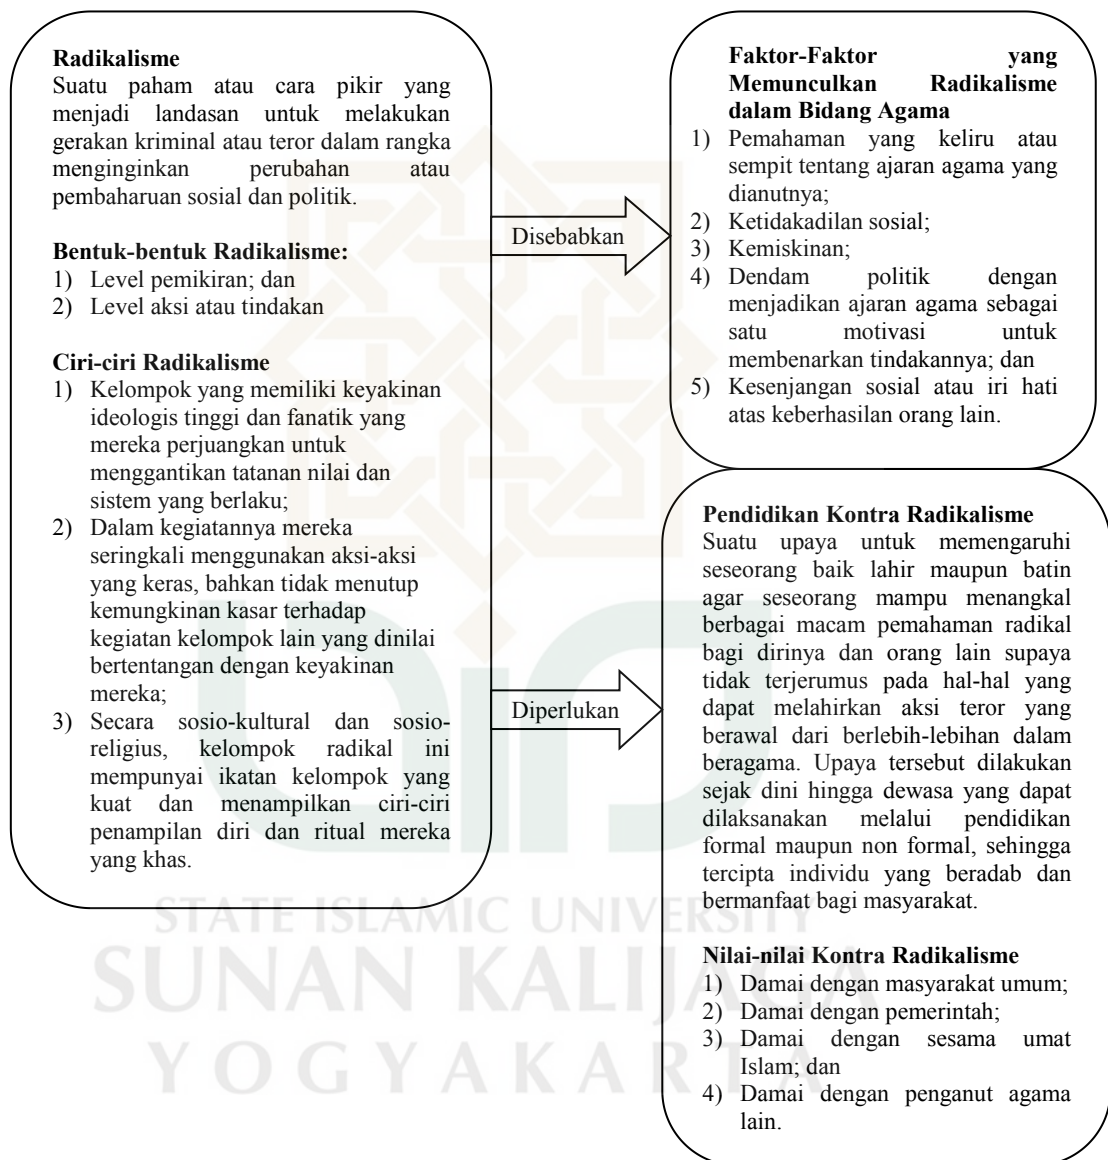 Radikalisme
Suatu paham atau cara pikir yang
menjadi landasan untuk melakukan
gerakan kriminal atau teror dalam rangka
menginginkan perubahan atau
pembaharuan sosial dan politik.
Bentuk-bentuk Radikalisme:
1) Level pemikiran; dan
2) Level aksi atau tindakan
Ciri-ciri Radikalisme
1) Kelompok yang memiliki keyakinan
ideologis tinggi dan fanatik yang
mereka perjuangkan untuk
menggantikan tatanan nilai dan
sistem yang berlaku;
2) Dalam kegiatannya mereka
seringkali menggunakan aksi-aksi
yang keras, bahkan tidak menutup
kemungkinan kasar terhadap
kegiatan kelompok lain yang dinilai
bertentangan dengan keyakinan
mereka;
3) Secara sosio-kultural dan sosio-
religius, kelompok radikal ini
mempunyai ikatan kelompok yang
kuat dan menampilkan ciri-ciri
penampilan diri dan ritual mereka
yang khas.
Disebabkan
Faktor-Faktor yang
Memunculkan Radikalisme
dalam Bidang Agama
1) Pemahaman yang keliru atau
sempit tentang ajaran agama yang
dianutnya;
2) Ketidakadilan sosial;
3) Kemiskinan;
4) Dendam politik dengan
menjadikan ajaran agama sebagai
satu motivasi untuk
membenarkan tindakannya; dan
5) Kesenjangan sosial atau iri hati
atas keberhasilan orang lain.
Diperlukan
Pendidikan Kontra Radikalisme
Suatu upaya untuk memengaruhi
seseorang baik lahir maupun batin
agar seseorang mampu menangkal
berbagai macam pemahaman radikal
bagi dirinya dan orang lain supaya
tidak terjerumus pada hal-hal yang
dapat melahirkan aksi teror yang
berawal dari berlebih-lebihan dalam
beragama. Upaya tersebut dilakukan
sejak dini hingga dewasa yang dapat
dilaksanakan melalui pendidikan
formal maupun non formal, sehingga
tercipta individu yang beradab dan
bermanfaat bagi masyarakat.
Nilai-nilai Kontra Radikalisme
1) Damai dengan masyarakat umum;
2) Damai dengan pemerintah;
3) Damai dengan sesama umat
Islam; dan
4) Damai dengan penganut agama
lain.
STATE ISLAMIC UNIVERSITY
SUNAN KALIJAGA
YOGYAKARTA